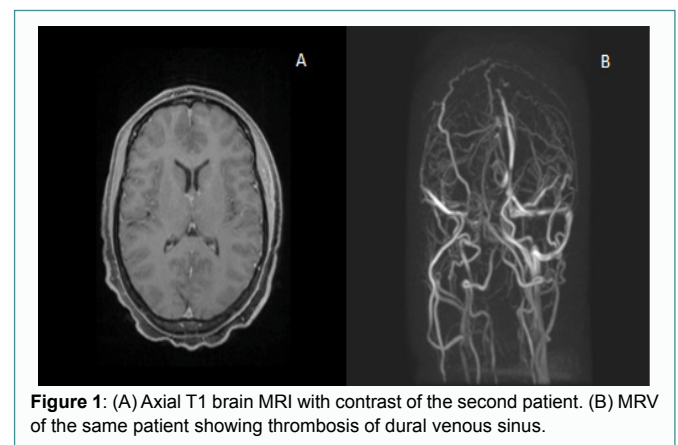 A
B
Figure 1: (A) Axial T1 brain MRI with contrast of the second patient. (B) MRV
of the same patient showing thrombosis of dural venous sinus.